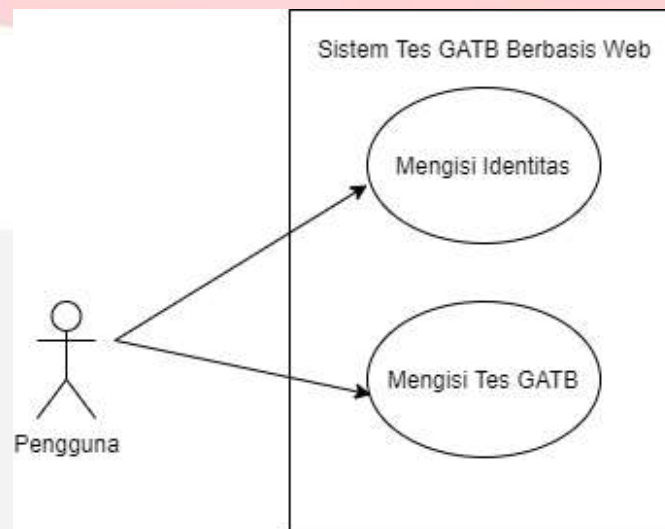 Sistem Tes GATB Berbasis Web
Mengisi Identitas
Mengisi Tes GATB
Pengguna